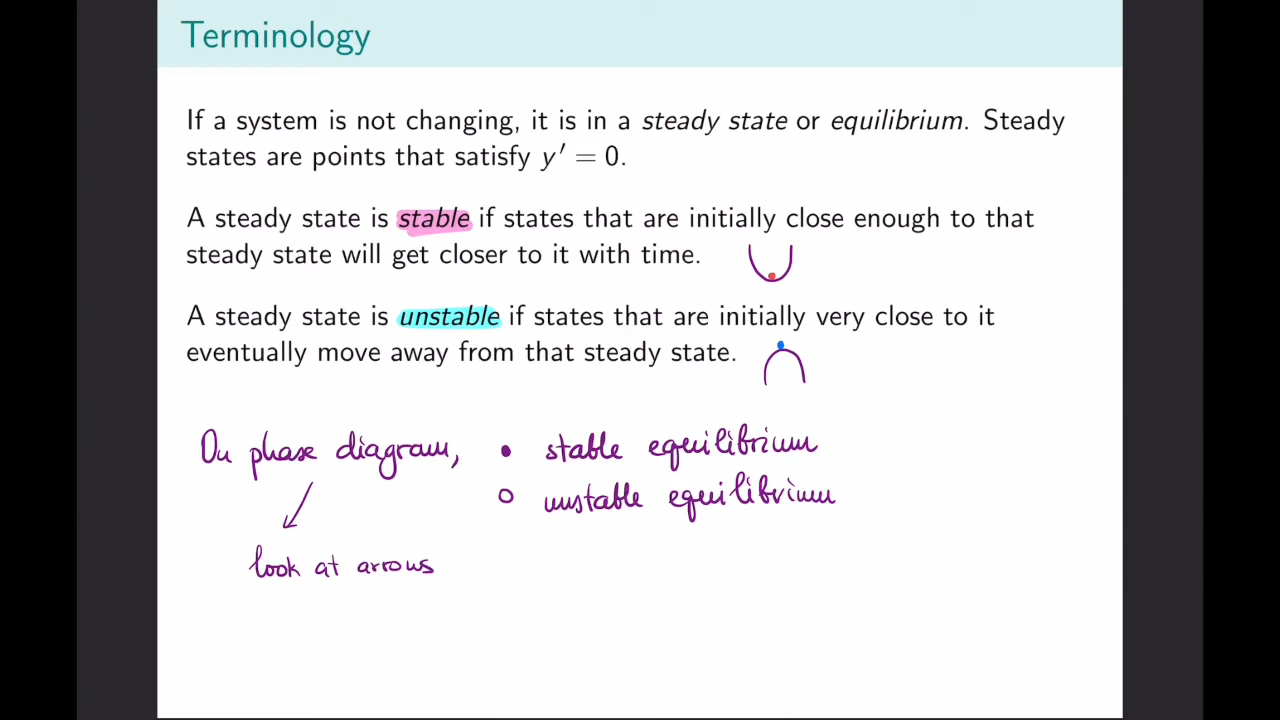 Terminology
If a system is not changing, it is in a steady state or equilibrium. Steady
states are points that satisfy y′ = 0.
A steady state is stable if states that are initially close enough to that
steady state will get closer to it with time.
A steady state is unstable if states that are initially very close to it
eventually move away from that steady state.
On phase diagram, • stable equilibrium
○ unstable equilibrium
look at arrows